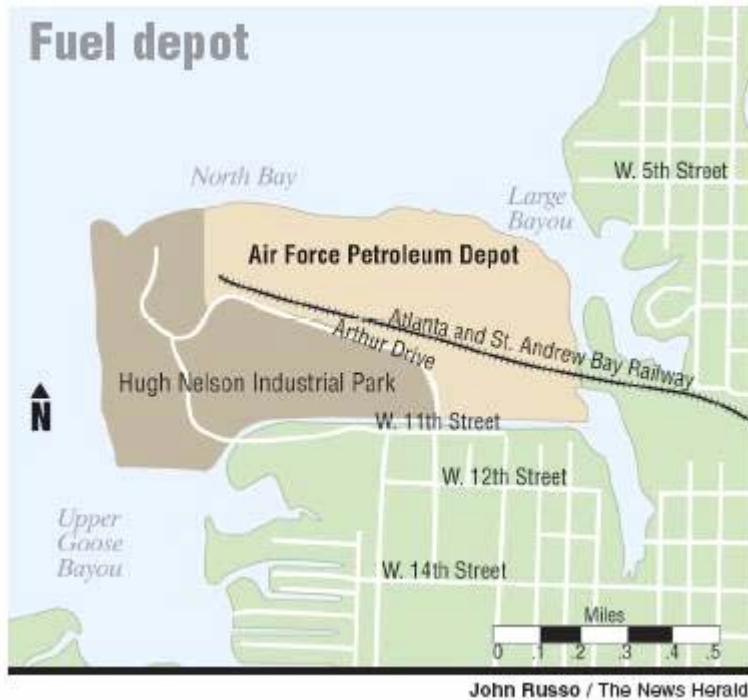 Fuel depot
North Bay
W. 5th Street
Large
Bayou
Air Force Petroleum Depot
Atlanta and St. Andrew Bay Railway
Arthur Drive
Hugh Nelson Industrial Park
N
W. 11th Street
W. 12th Street
Upper
Goose
Bayou
W. 14th Street
Miles
0 .1 .2 .3 .4 .5
John Russo / The News Herald